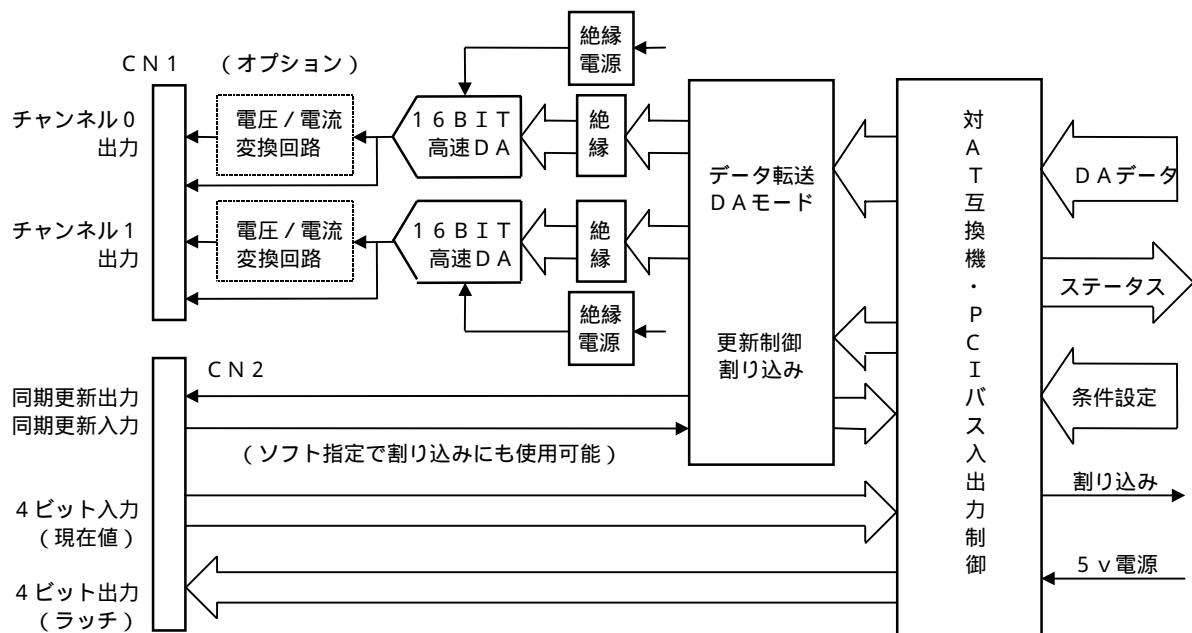 絶縁
電源
CN1
(オプション)
チャンネル0
出力
電圧/電流
変換回路
16BIT
高速DA
絶
縁
データ転送
DAモード
対AT互換機・PCIバス入出力制御
DAデータ
チャンネル1
出力
電圧/電流
変換回路
16BIT
高速DA
絶
縁
ステータス
絶縁
電源
更新制御
割り込み
CN2
同期更新出力
同期更新入力
条件設定
(ソフト指定で割り込みにも使用可能)
割り込み
4ビット入力
(現在値)
5v電源
4ビット出力
(ラッチ)